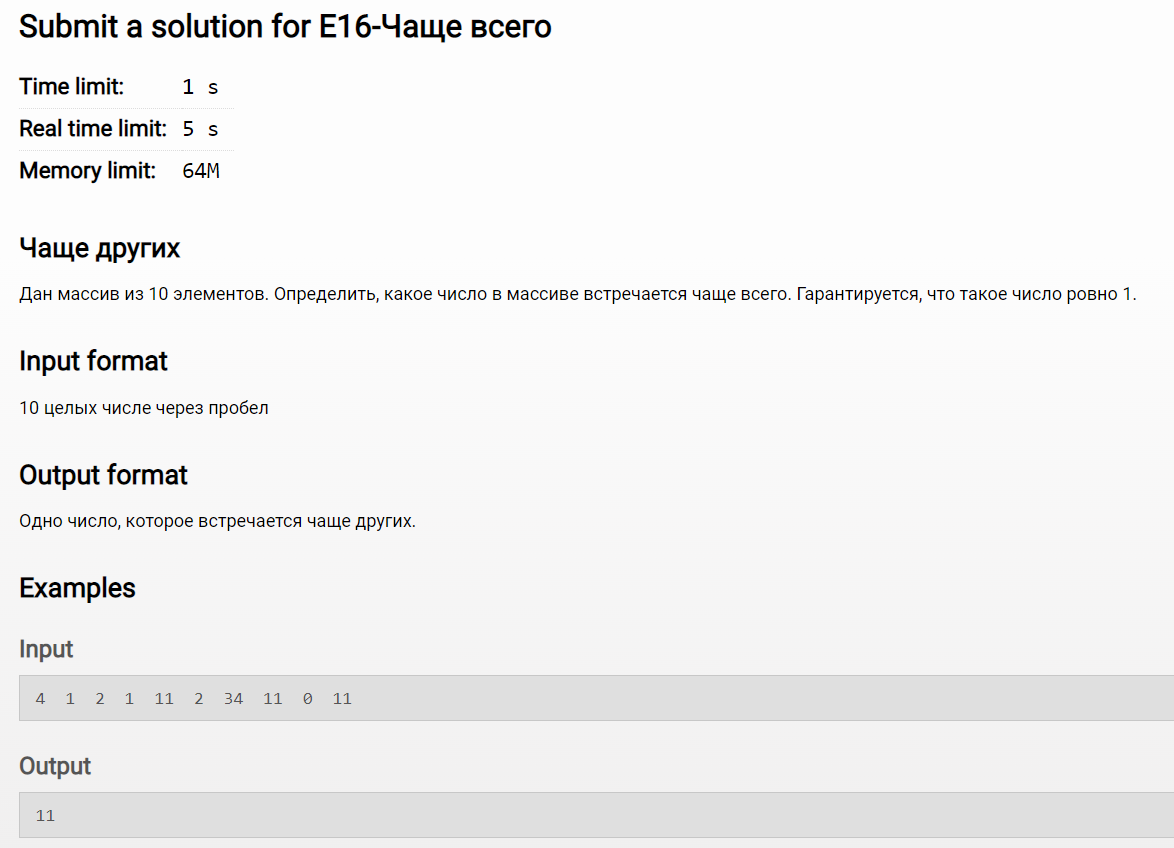 Submit a solution for E16-Чаще всего
Time limit: 1 s
Real time limit: 5 s
Memory limit: 64M
Чаще других
Дан массив из 10 элементов. Определить, какое число в массиве встречается чаще всего. Гарантируется, что такое число ровно 1.
Input format
10 целых числе через пробел
Output format
Одно число, которое встречается чаще других.
Examples
Input
4 1 2 1 11 2 34 11 0 11
Output
11